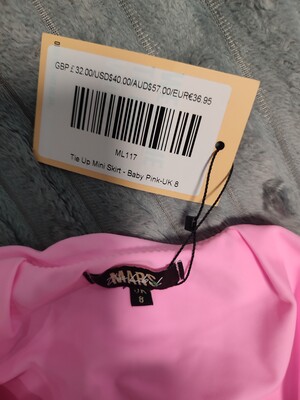 GBP £ 32.00/USD$40.00/AUD$57.00/EUR€36.95
ML117
Tie Up Mini Skirt - Baby Pink-UK 8
UK
8